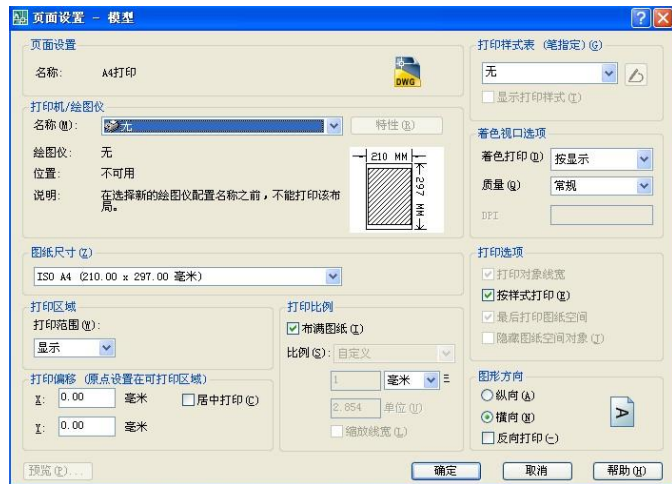 页面设置 - 模型
页面设置
名称: A4打印
DWG
打印机/绘图仪
名称(M): 无
特性(R)
绘图仪: 无
位置: 不可用
说明: 在选择新的绘图仪配置名称之前,不能打印该布局。
210 MM
297 MM
图纸尺寸(Z)
ISO A4 (210.00 x 297.00 毫米)
打印区域
打印范围(W):
显示
打印偏移 (原点设置在可打印区域)
X: 0.00 毫米
居中打印(C)
Y: 0.00 毫米
打印比例
布满图纸(I)
比例(S): 自定义
1 毫米 =
2.854 单位(U)
缩放线宽(L)
打印样式表 (笔指定)(G)
无
显示打印样式(T)
着色视口选项
着色打印(D) 按显示
质量(Q) 常规
DPI
打印选项
打印对象线宽
按样式打印(E)
最后打印图纸空间
隐藏图纸空间对象(J)
图形方向
纵向(A)
横向(N)
反向打印(-)
A
预览(P)...
确定
取消
帮助(H)